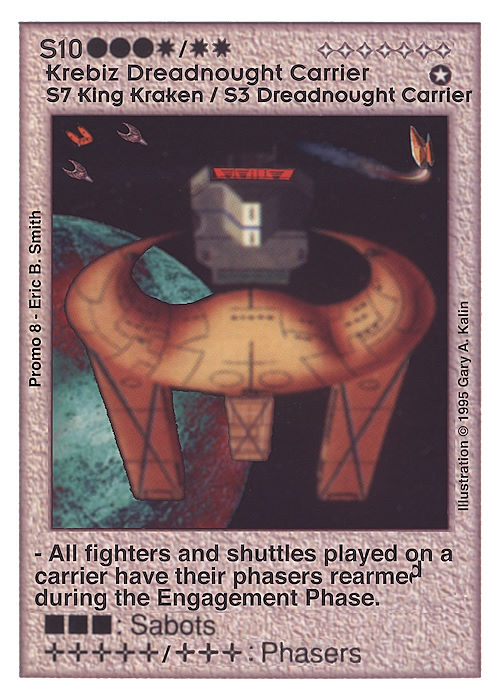 S10 ●●●✷/✷✷ ✧✧✧✧✧✧✧
Krebiz Dreadnought Carrier ✪
S7 King Kraken / S3 Dreadnought Carrier
Promo 8 - Eric B. Smith
Illustration © 1995 Gary A. Kalin
- All fighters and shuttles played on a
carrier have their phasers rearmed
during the Engagement Phase.
■■■: Sabots
✢✢✢✢✢/✢✢✢: Phasers